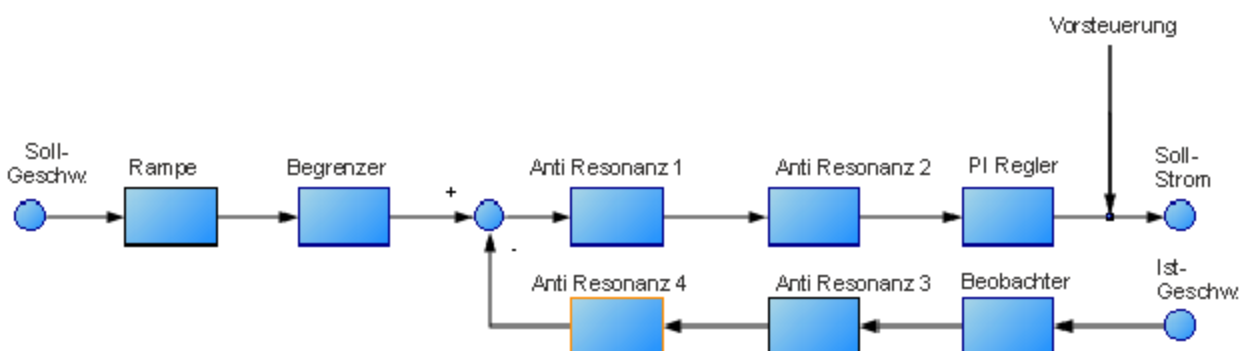 Vorsteuerung
Soll-
Geschw.
Rampe
Begrenzer
+
Anti Resonanz 1
Anti Resonanz 2
PI Regler
Soll-
Strom
-
Anti Resonanz 4
Anti Resonanz 3
Beobachter
Ist-
Geschw.